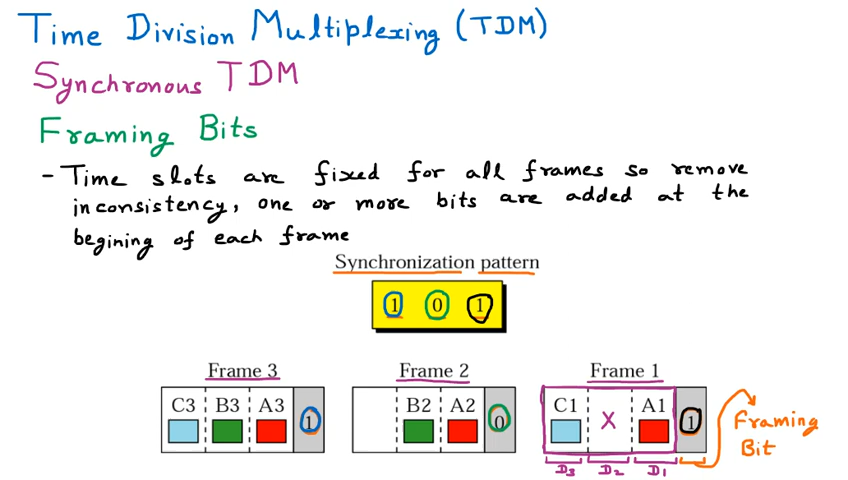 Time Division Multiplexing (TDM)
Synchronous TDM
Framing Bits
- Time slots are fixed for all frames so remove
inconsistency, one or more bits are added at the
begining of each frame
Synchronization pattern
1 0 1
Frame 3 Frame 2 Frame 1
C3 B3 A3 1 B2 A2 0 C1 X A1 1
Framing
Bit
D3 D2 D1